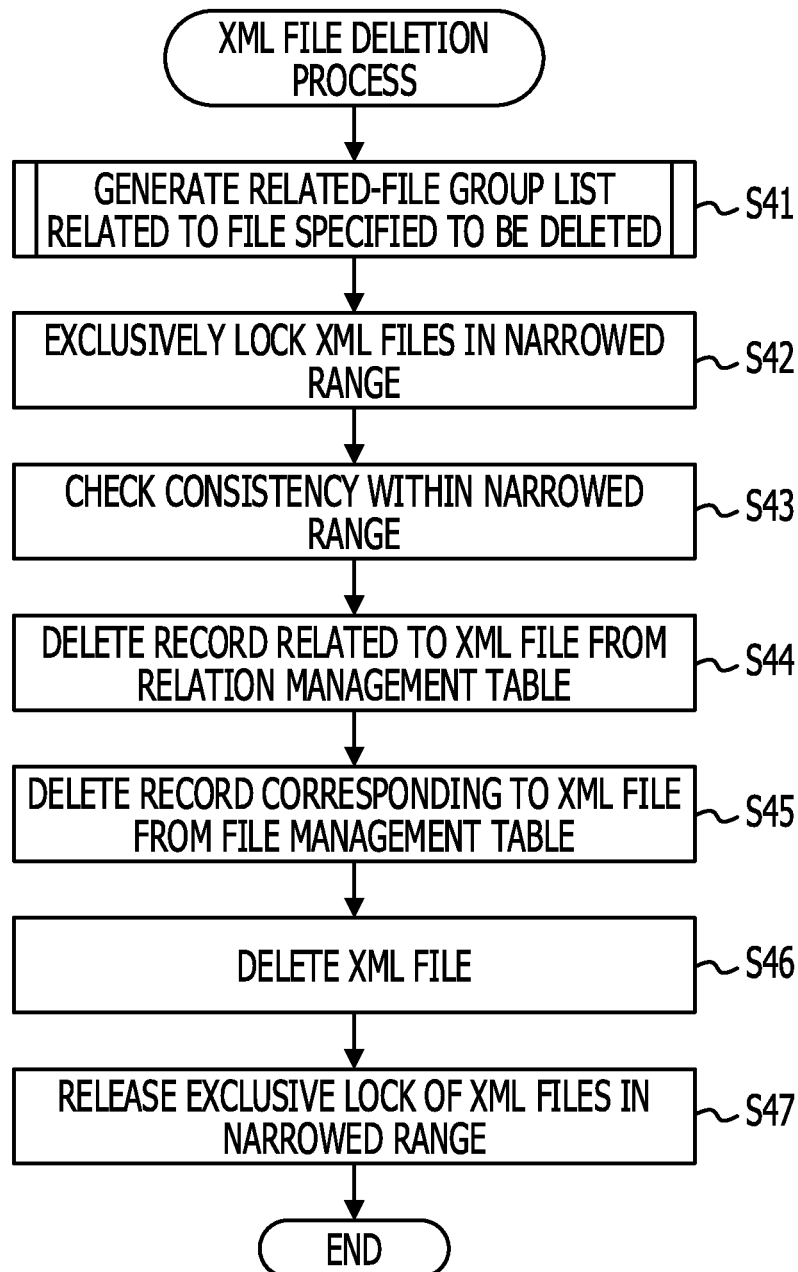 XML FILE DELETION
PROCESS
GENERATE RELATED-FILE GROUP LIST
RELATED TO FILE SPECIFIED TO BE DELETED
S41
EXCLUSIVELY LOCK XML FILES IN NARROWED
RANGE
S42
CHECK CONSISTENCY WITHIN NARROWED
RANGE
S43
DELETE RECORD RELATED TO XML FILE FROM
RELATION MANAGEMENT TABLE
S44
DELETE RECORD CORRESPONDING TO XML FILE
FROM FILE MANAGEMENT TABLE
S45
DELETE XML FILE
S46
RELEASE EXCLUSIVE LOCK OF XML FILES IN
NARROWED RANGE
S47
END